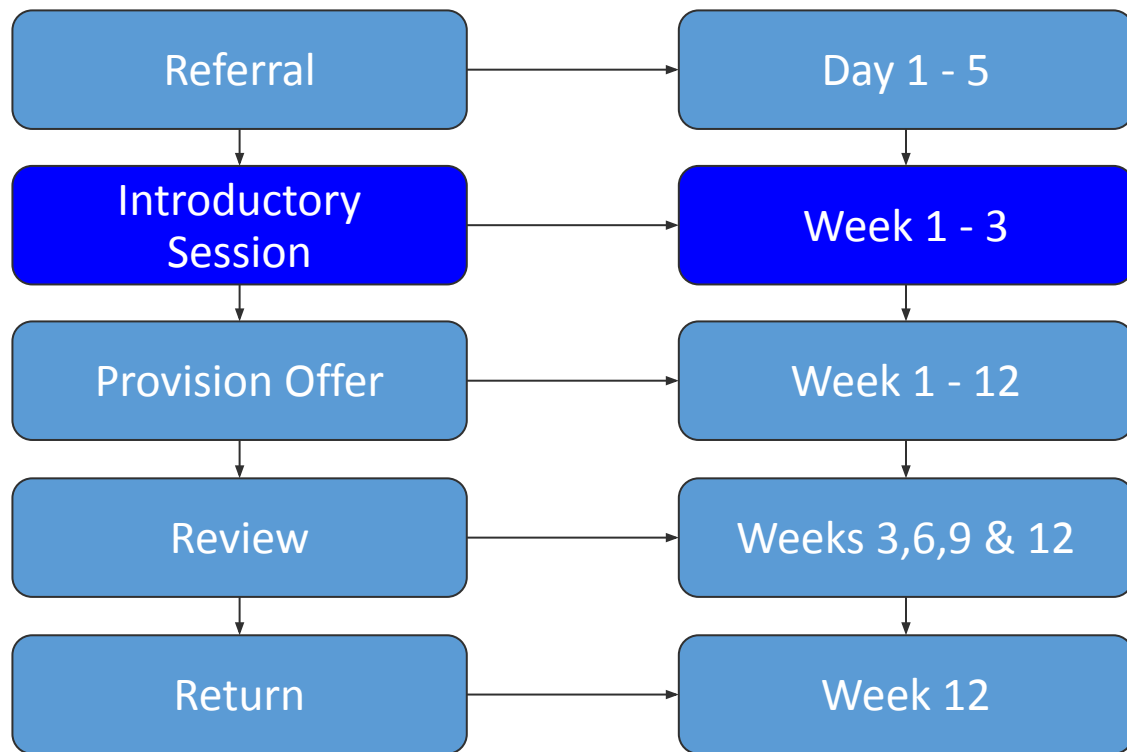 Referral
Day 1 - 5
Introductory
Session
Week 1 - 3
Provision Offer
Week 1 - 12
Review
Weeks 3,6,9 & 12
Return
Week 12